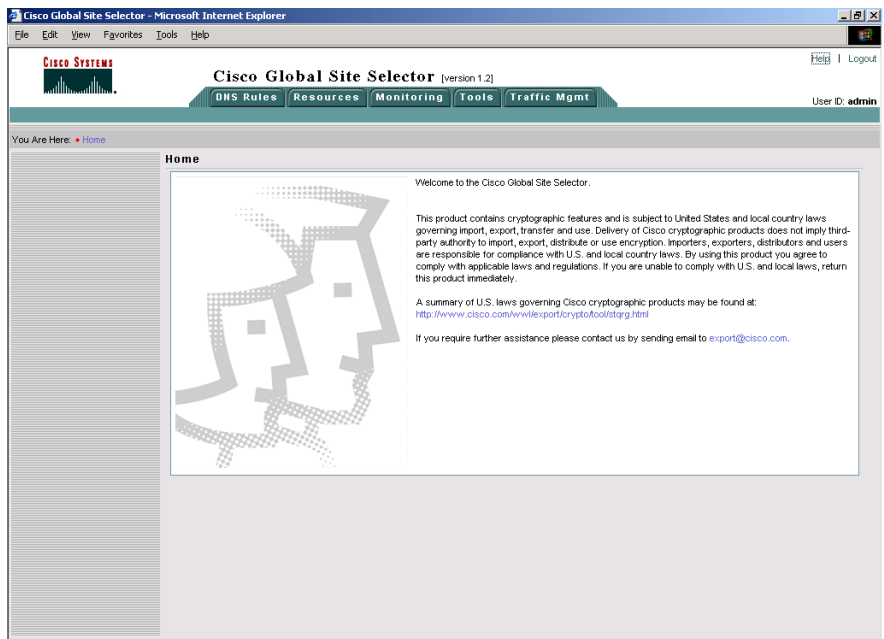 Cisco Global Site Selector - Microsoft Internet Explorer
File Edit View Favorites Tools Help
CISCO SYSTEMS
Help | Logout
Cisco Global Site Selector [version 1.2]
DNS Rules Resources Monitoring Tools Traffic Mgmt
User ID: admin
You Are Here: Home
Home
Welcome to the Cisco Global Site Selector.
This product contains cryptographic features and is subject to United States and local country laws
governing import, export, transfer and use. Delivery of Cisco cryptographic products does not imply third-
party authority to import, export, distribute or use encryption. Importers, exporters, distributors and users
are responsible for compliance with U.S. and local country laws. By using this product you agree to
comply with applicable laws and regulations. If you are unable to comply with U.S. and local laws, return
this product immediately.
A summary of U.S. laws governing Cisco cryptographic products may be found at:
http://www.cisco.com/wwl/export/crypto/tool/stqrg.html
If you require further assistance please contact us by sending email to export@cisco.com.